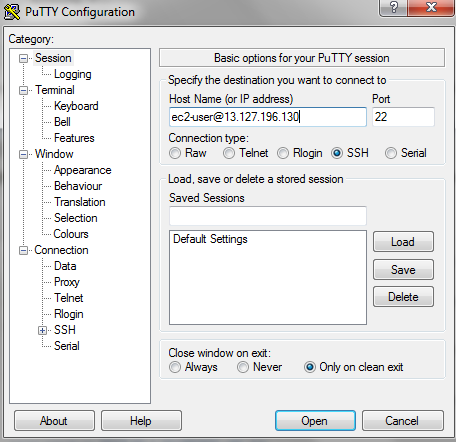 PuTTY Configuration
?
Category:
Session
Logging
Terminal
Keyboard
Bell
Features
Window
Appearance
Behaviour
Translation
Selection
Colours
Connection
Data
Proxy
Telnet
Rlogin
SSH
Serial
Basic options for your PuTTY session
Specify the destination you want to connect to
Host Name (or IP address) Port
ec2-user@13.127.196.130 22
Connection type:
Raw Telnet Rlogin SSH Serial
Load, save or delete a stored session
Saved Sessions
Default Settings
Load
Save
Delete
Close window on exit:
Always Never Only on clean exit
About Help Open Cancel